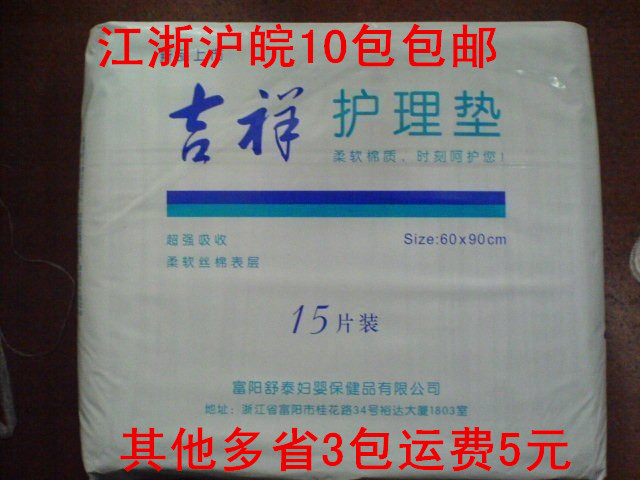 江浙沪皖10包包邮
吉祥 护理垫
柔软棉质，时刻呵护您！
超强吸收
Size:60x90cm
柔软丝棉表层
15片装
富阳舒泰妇婴保健品有限公司
地址：浙江省富阳市桂花路34号裕达大厦1803室
其他多省3包运费5元